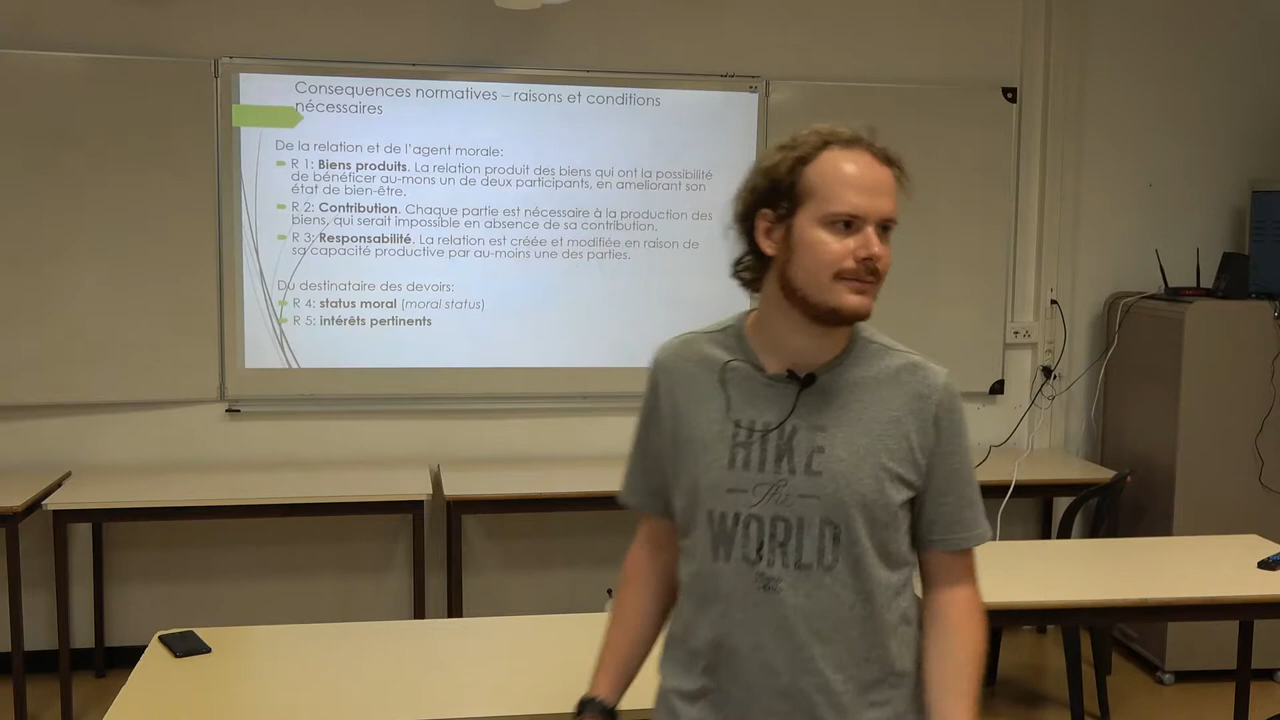 Consequences normatives – raisons et conditions
nécessaires
De la relation et de l'agent morale:
R 1: Biens produits. La relation produit des biens qui ont la possibilité
de bénéficer au-mons un de deux participants, en ameliorant son
état de bien-être.
R 2: Contribution. Chaque partie est nécessaire à la production des
biens, qui serait impossible en absence de sa contribution.
R 3: Responsabilité. La relation est créée et modifiée en raison de
sa capacité productive par au-moins une des parties.
Du destinataire des devoirs:
R 4: status moral (moral status)
R 5: intérêts pertinents
HIKE
The
WORLD